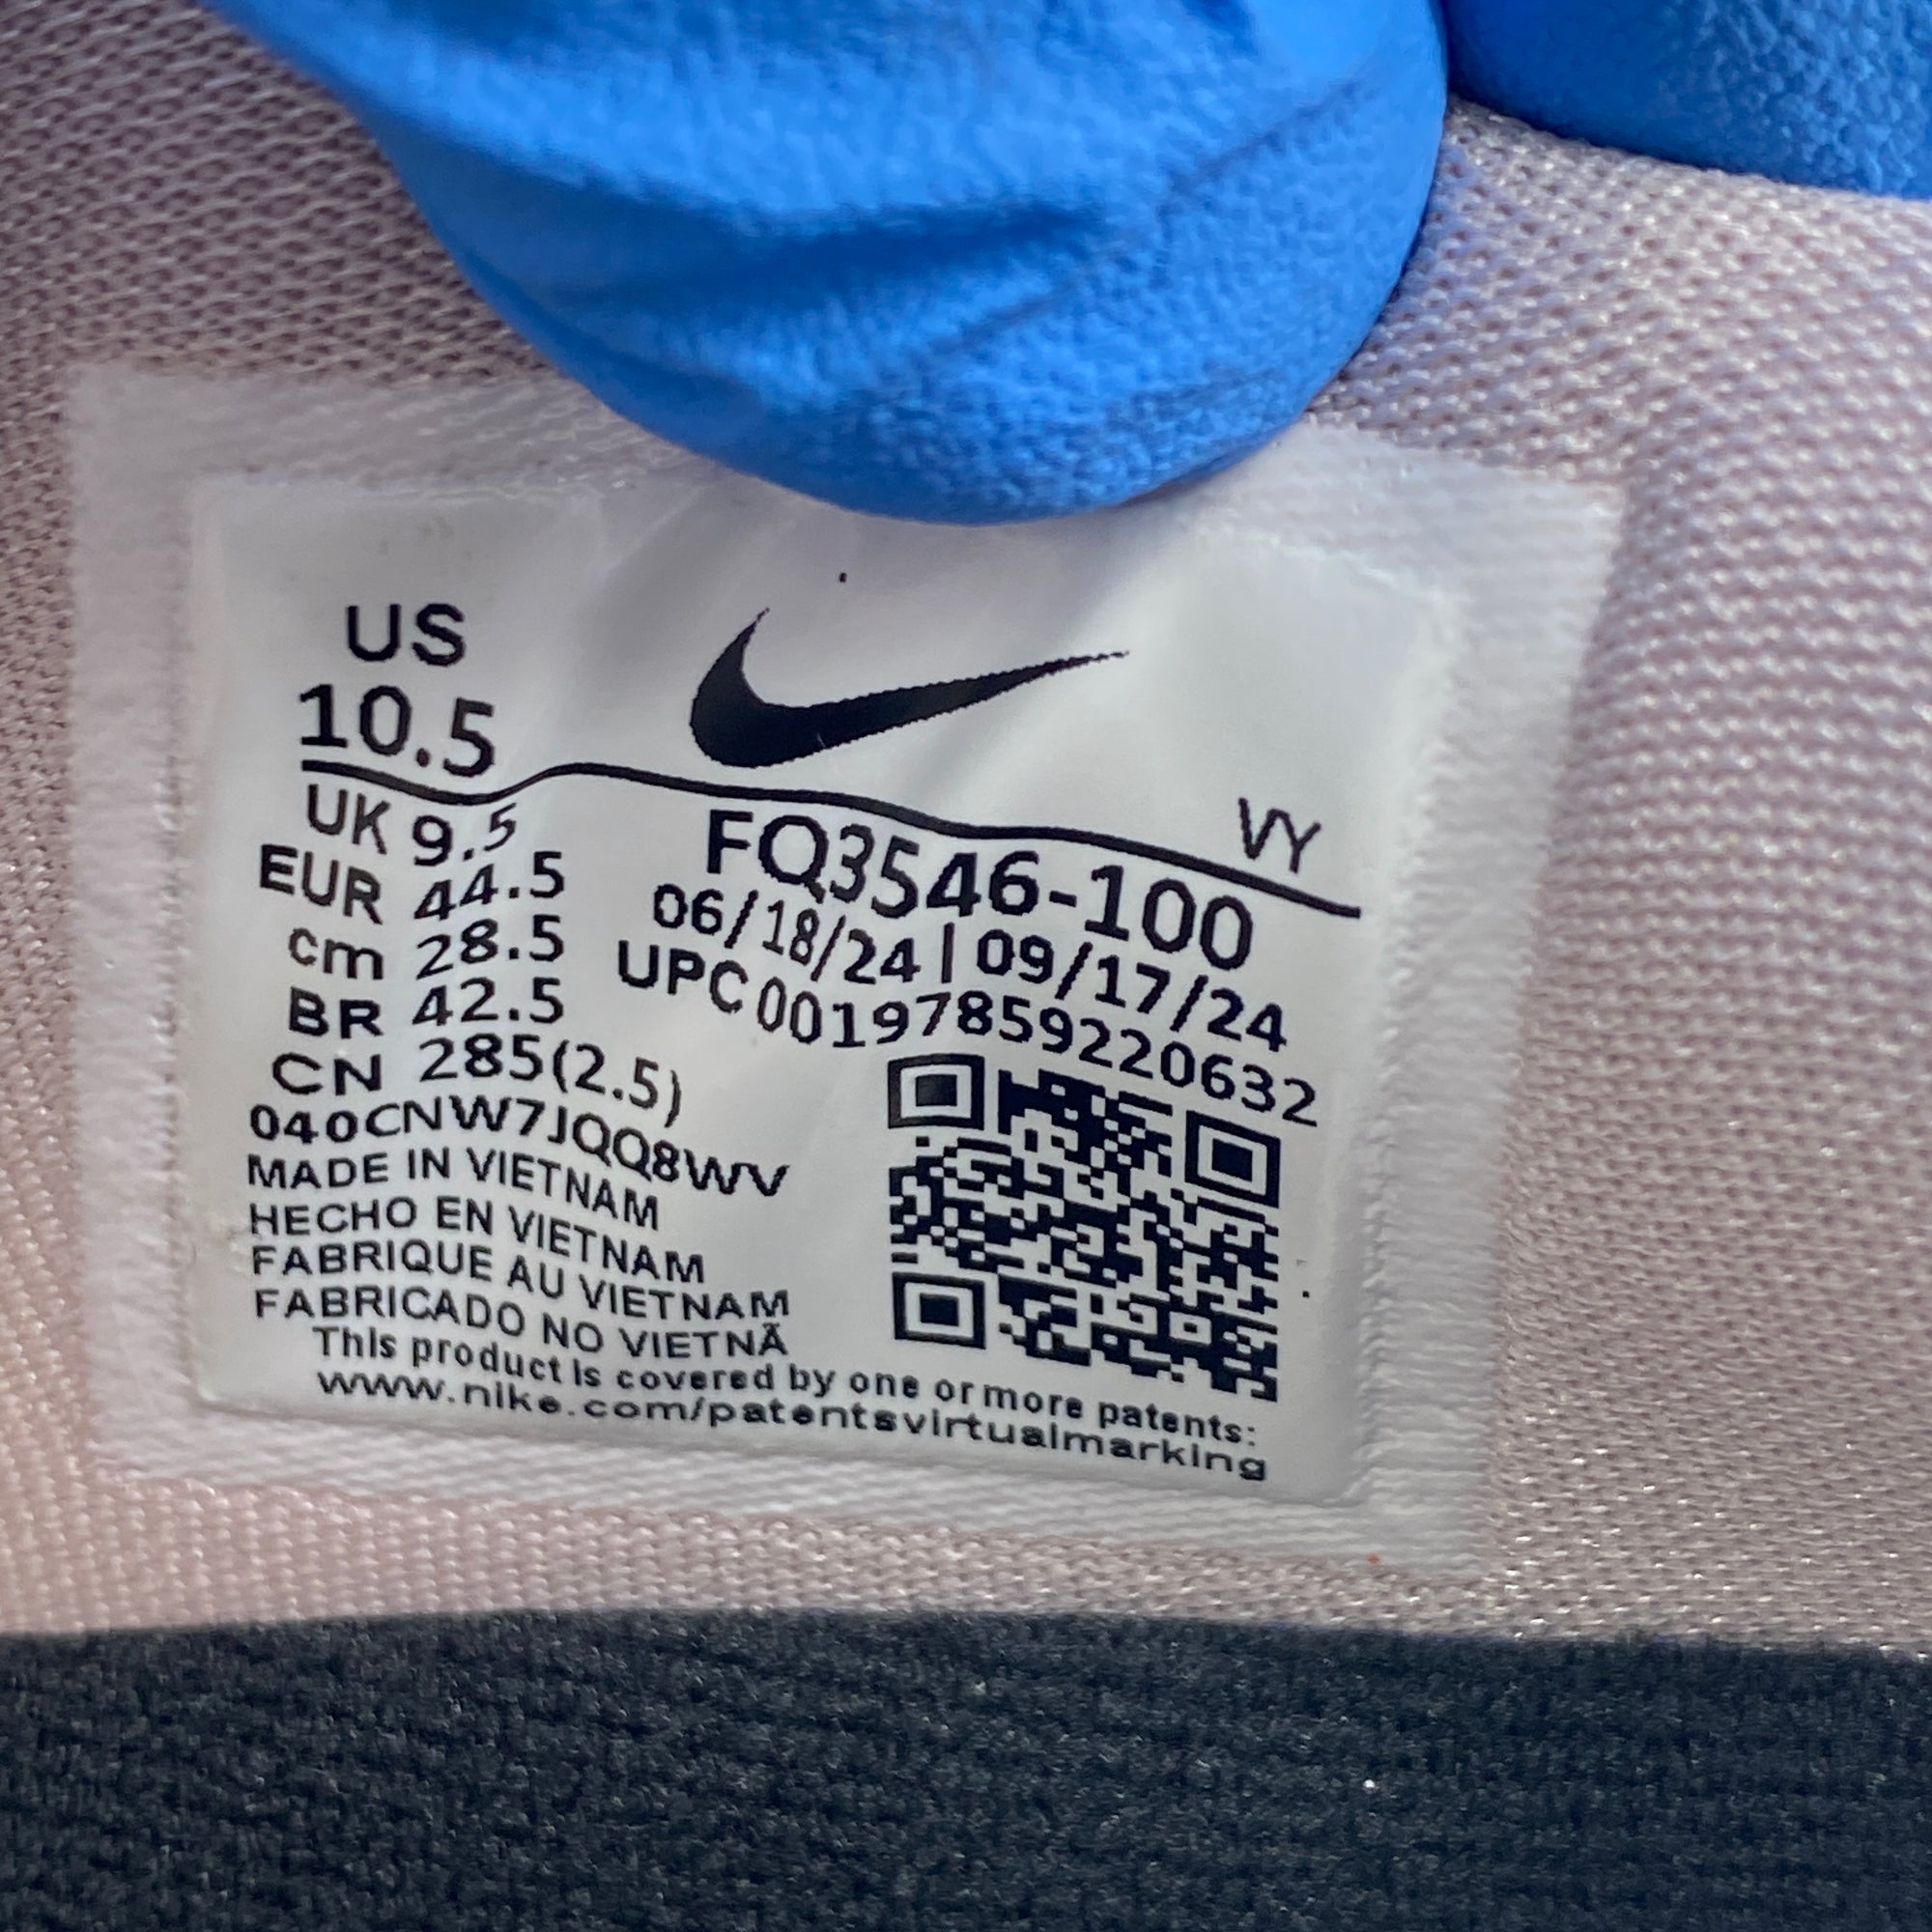 US
10.5
VY
UK 9.5
EUR 44.5
cm 28.5
BR 42.5
CN 285(2.5)
FQ3546-100
06/18/24 | 09/17/24
UPC 00197859220632
040CNW7JQQ8WV
MADE IN VIETNAM
HECHO EN VIETNAM
FABRIQUE AU VIETNAM
FABRICADO NO VIETNÃ
This product is covered by one or more patents:
www.nike.com/patentsvirtualmarking